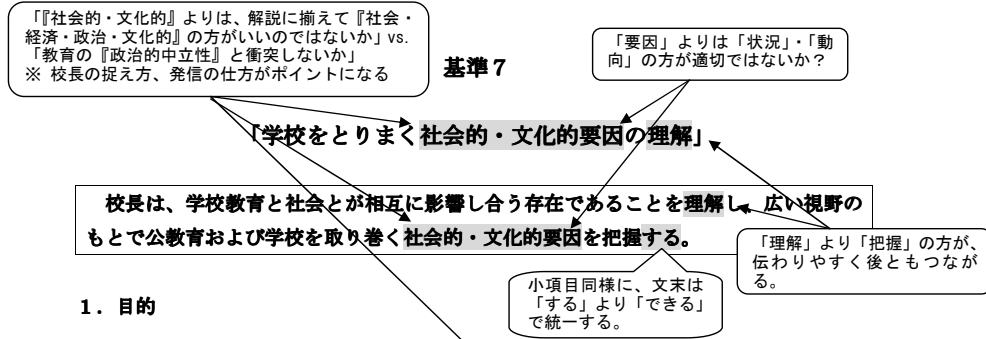 「『社会的・文化的』よりは、解説に揃えて『社会・
経済・政治・文化的』の方がいいのではないか」vs.
「教育の『政治的中立性』と衝突しないか」
※ 校長の捉え方、発信の仕方がポイントになる
「要因」よりは「状況」・「動
向」の方が適切ではないか？
基準７
「学校をとりまく社会的・文化的要因の理解」
校長は、学校教育と社会とが相互に影響し合う存在であることを理解し、広い視野の
もとで公教育および学校を取り巻く社会的・文化的要因を把握する。
「理解」より「把握」の方が、
伝わりやすく後ともつなが
る。
小項目同様に、文末は
「する」より「できる」
で統一する。
１．目的